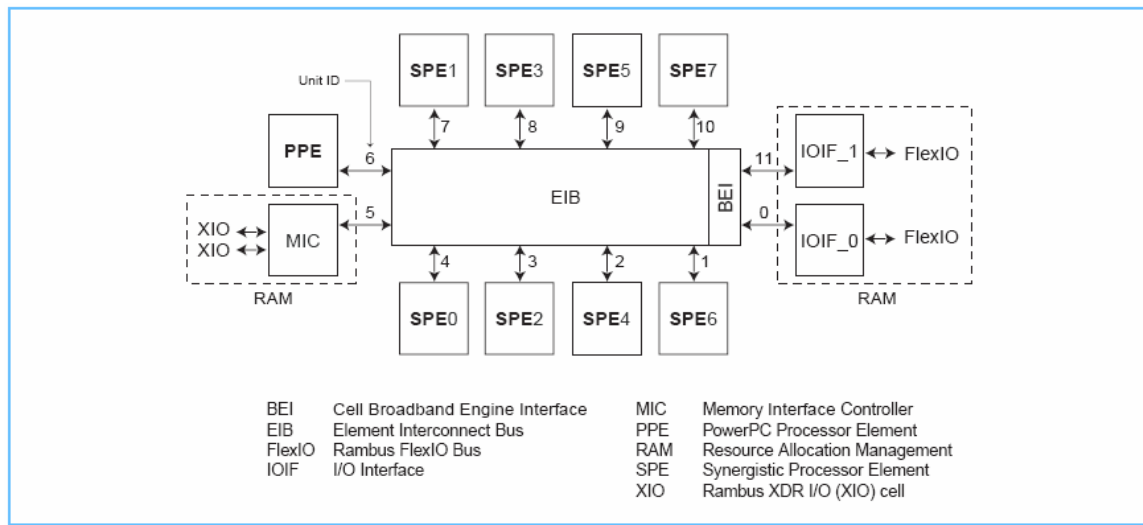 SPE1 SPE3 SPE5 SPE7
Unit ID
7 8 9 10
PPE 6 11 IOIF_1 FlexIO
EIB BEI
XIO
XIO
MIC 5 0 IOIF_0 FlexIO
4 3 2 1
RAM RAM
SPE0 SPE2 SPE4 SPE6
BEI Cell Broadband Engine Interface
EIB Element Interconnect Bus
FlexIO Rambus FlexIO Bus
IOIF I/O Interface
MIC Memory Interface Controller
PPE PowerPC Processor Element
RAM Resource Allocation Management
SPE Synergistic Processor Element
XIO Rambus XDR I/O (XIO) cell